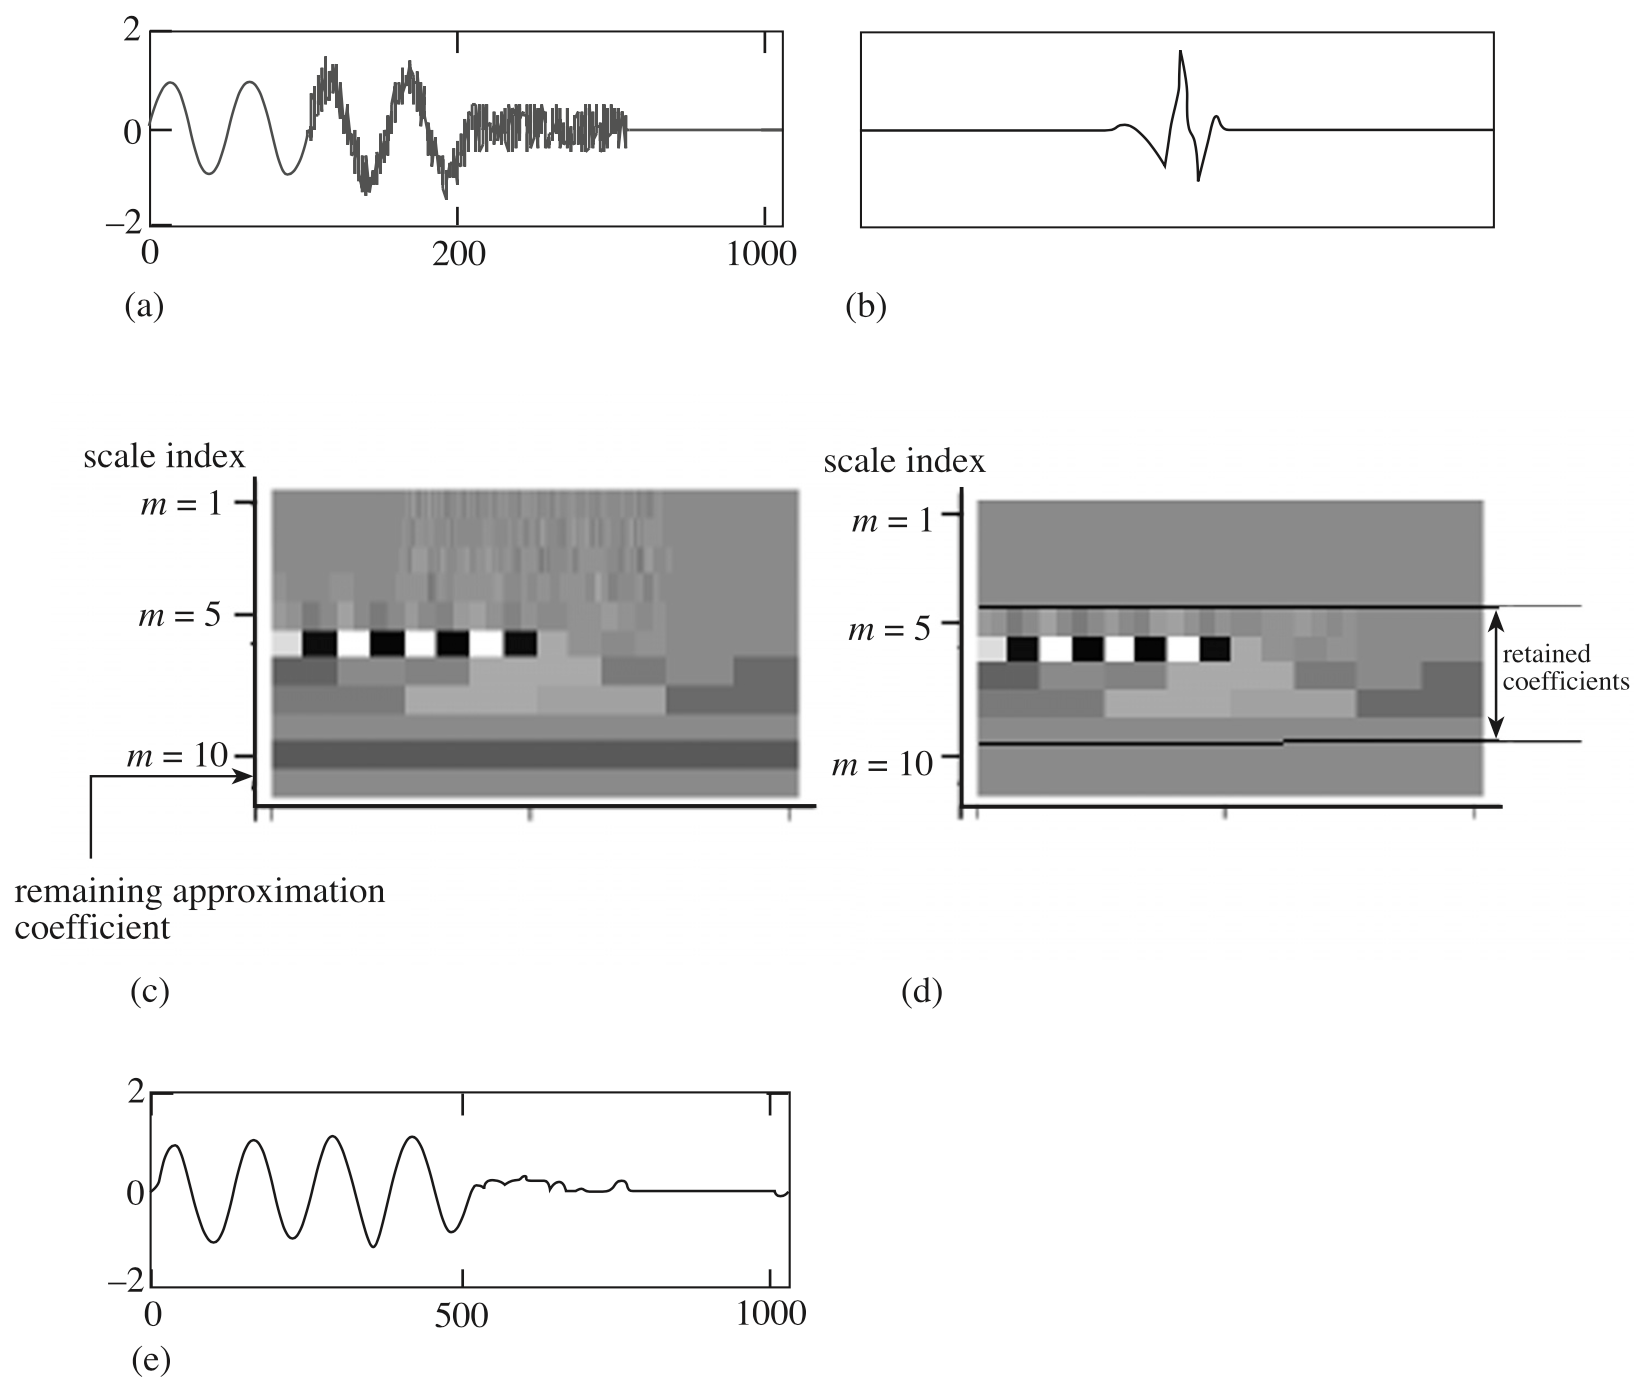 2
0
−2
0 200 1000
(a)
(b)
scale index
m = 1
m = 5
m = 10
remaining approximation
coefficient
(c)
scale index
m = 1
m = 5
m = 10
retained
coefficients
(d)
2
0
−2
0 500 1000
(e)